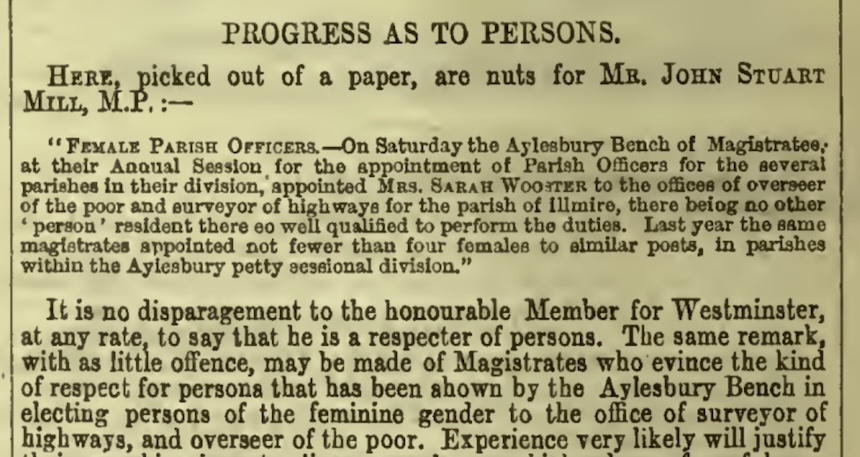 PROGRESS AS TO PERSONS.
HERE, picked out of a paper, are nuts for MR. JOHN STUART
MILL, M.P. :—
"FEMALE PARISH OFFICERS.—On Saturday the Aylesbury Bench of Magistrates,
at their Annual Session for the appointment of Parish Officers for the several
parishes in their division, appointed MRS. SARAH WOOSTER to the offices of overseer
of the poor and surveyor of highways for the parish of Illmire, there being no other
'person' resident there so well qualified to perform the duties. Last year the same
magistrates appointed not fewer than four females to similar posts, in parishes
within the Aylesbury petty sessional division."
It is no disparagement to the honourable Member for Westminster,
at any rate, to say that he is a respecter of persons. The same remark,
with as little offence, may be made of Magistrates who evince the kind
of respect for persons that has been shown by the Aylesbury Bench in
electing persons of the feminine gender to the office of surveyor of
highways, and overseer of the poor. Experience very likely will justify